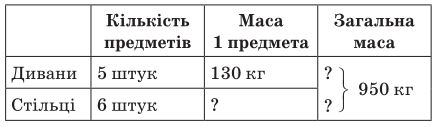 Кількість предметів Маса 1 предмета Загальна маса
Дивани 5 штук 130 кг ?
950 кг
Стільці 6 штук ? ?